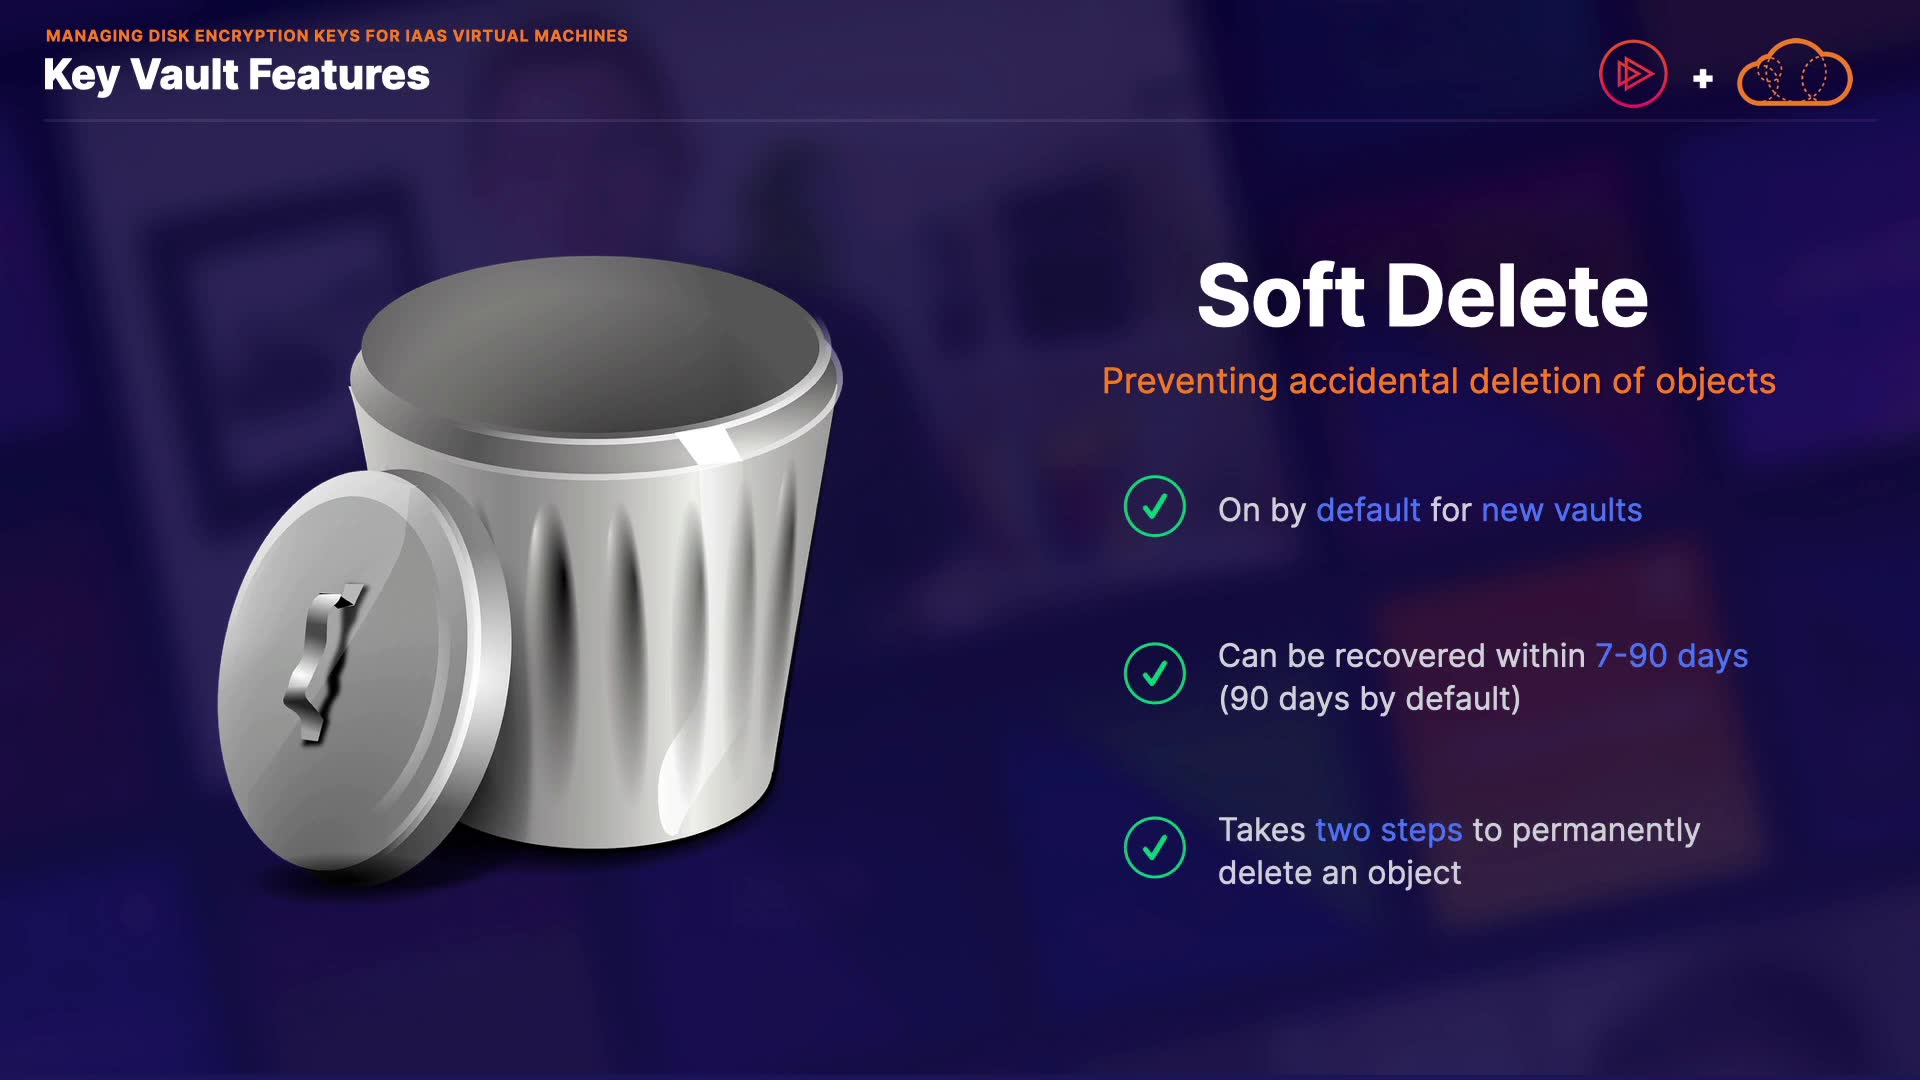 MANAGING DISK ENCRYPTION KEYS FOR IAAS VIRTUAL MACHINES
Key Vault Features
+
Soft Delete
Preventing accidental deletion of objects
On by default for new vaults
Can be recovered within 7-90 days
(90 days by default)
Takes two steps to permanently
delete an object